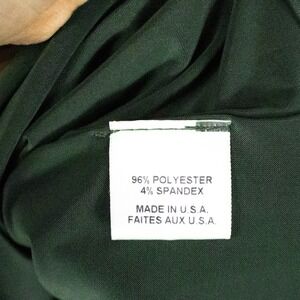 96% POLYESTER
4% SPANDEX
MADE IN U.S.A.
FAITES AUX U.S.A.